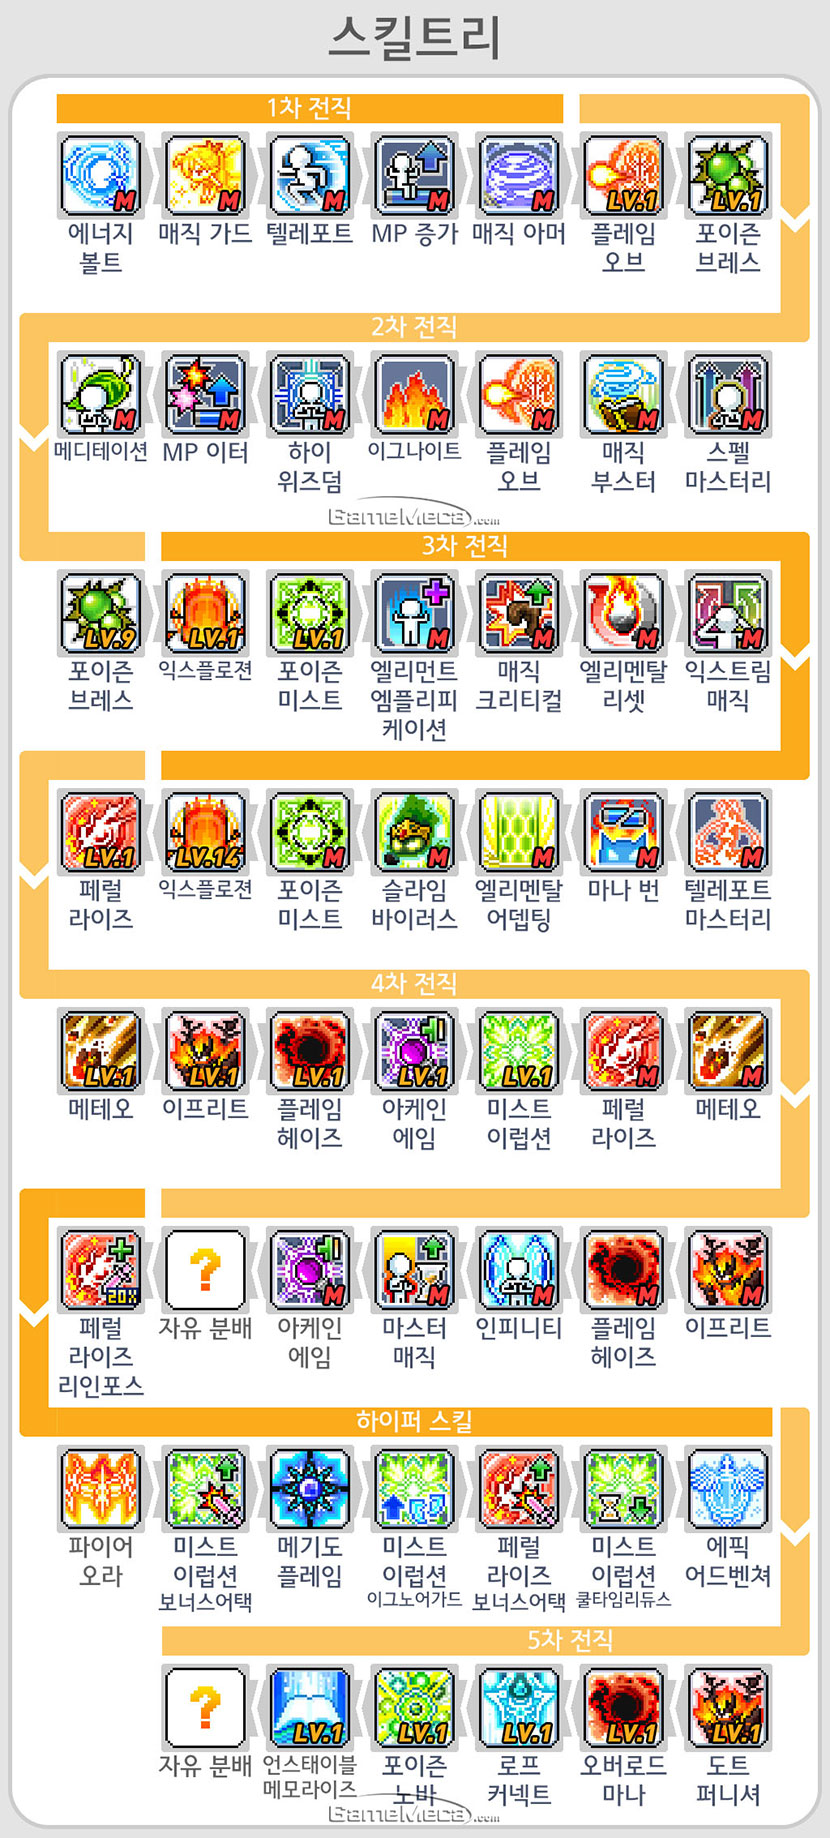 스킬트리
1차 전직
M M M M M LV.1 LV.1
에너지 볼트
매직 가드
텔레포트
MP 증가
매직 아머
플레임 오브
포이즌 브레스
2차 전직
M M M M M M M
메디테이션
MP 이터
하이 위즈덤
이그나이트
플레임 오브
매직 부스터
스펠 마스터리
GameMeca.com
3차 전직
LV.9 LV.1 LV.1 M M M M
포이즌 브레스
익스플로젼
포이즌 미스트
엘리먼트 엠플리피 케이션
매직 크리티컬
엘리멘탈 리셋
익스트림 매직
LV.1 LV.14 M M M M M
페럴 라이즈
익스플로젼
포이즌 미스트
슬라임 바이러스
엘리멘탈 어뎁팅
마나 번
텔레포트 마스터리
4차 전직
LV.1 LV.1 LV.1 LV.1 LV.1 M M
메테오
이프리트
플레임 헤이즈
아케인 에임
미스트 이럽션
페럴 라이즈
메테오
20X ? M M M M M
페럴 라이즈 리인포스
자유 분배
아케인 에임
마스터 매직
인피니티
플레임 헤이즈
이프리트
하이퍼 스킬
파이어 오라
미스트 이럽션 보너스어택
메기도 플레임
미스트 이럽션 이그노어가드
페럴 라이즈 보너스어택
미스트 이럽션 쿨타임리듀스
에픽 어드벤쳐
5차 전직
? LV.1 LV.1 LV.1 LV.1 LV.1
자유 분배
언스태이블 메모라이즈
포이즌 노바
로프 커넥트
오버로드 마나
도트 퍼니셔
GameMeca.com